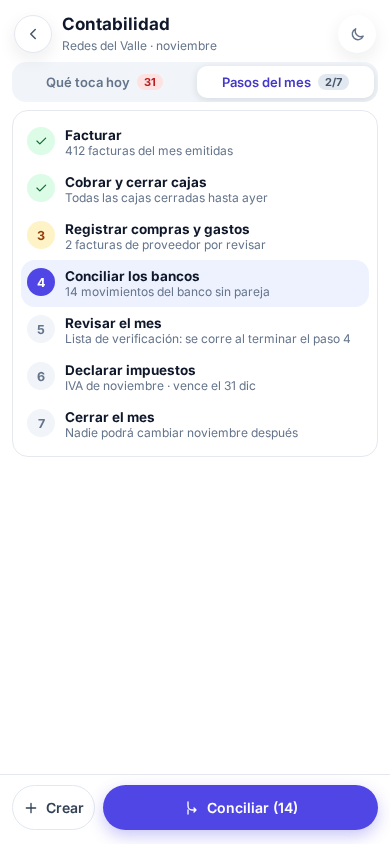 Contabilidad
Redes del Valle · noviembre
Qué toca hoy 31
Pasos del mes 2/7
Facturar
412 facturas del mes emitidas
Cobrar y cerrar cajas
Todas las cajas cerradas hasta ayer
3 Registrar compras y gastos
2 facturas de proveedor por revisar
4 Conciliar los bancos
14 movimientos del banco sin pareja
5 Revisar el mes
Lista de verificación: se corre al terminar el paso 4
6 Declarar impuestos
IVA de noviembre · vence el 31 dic
7 Cerrar el mes
Nadie podrá cambiar noviembre después
Crear
Conciliar (14)